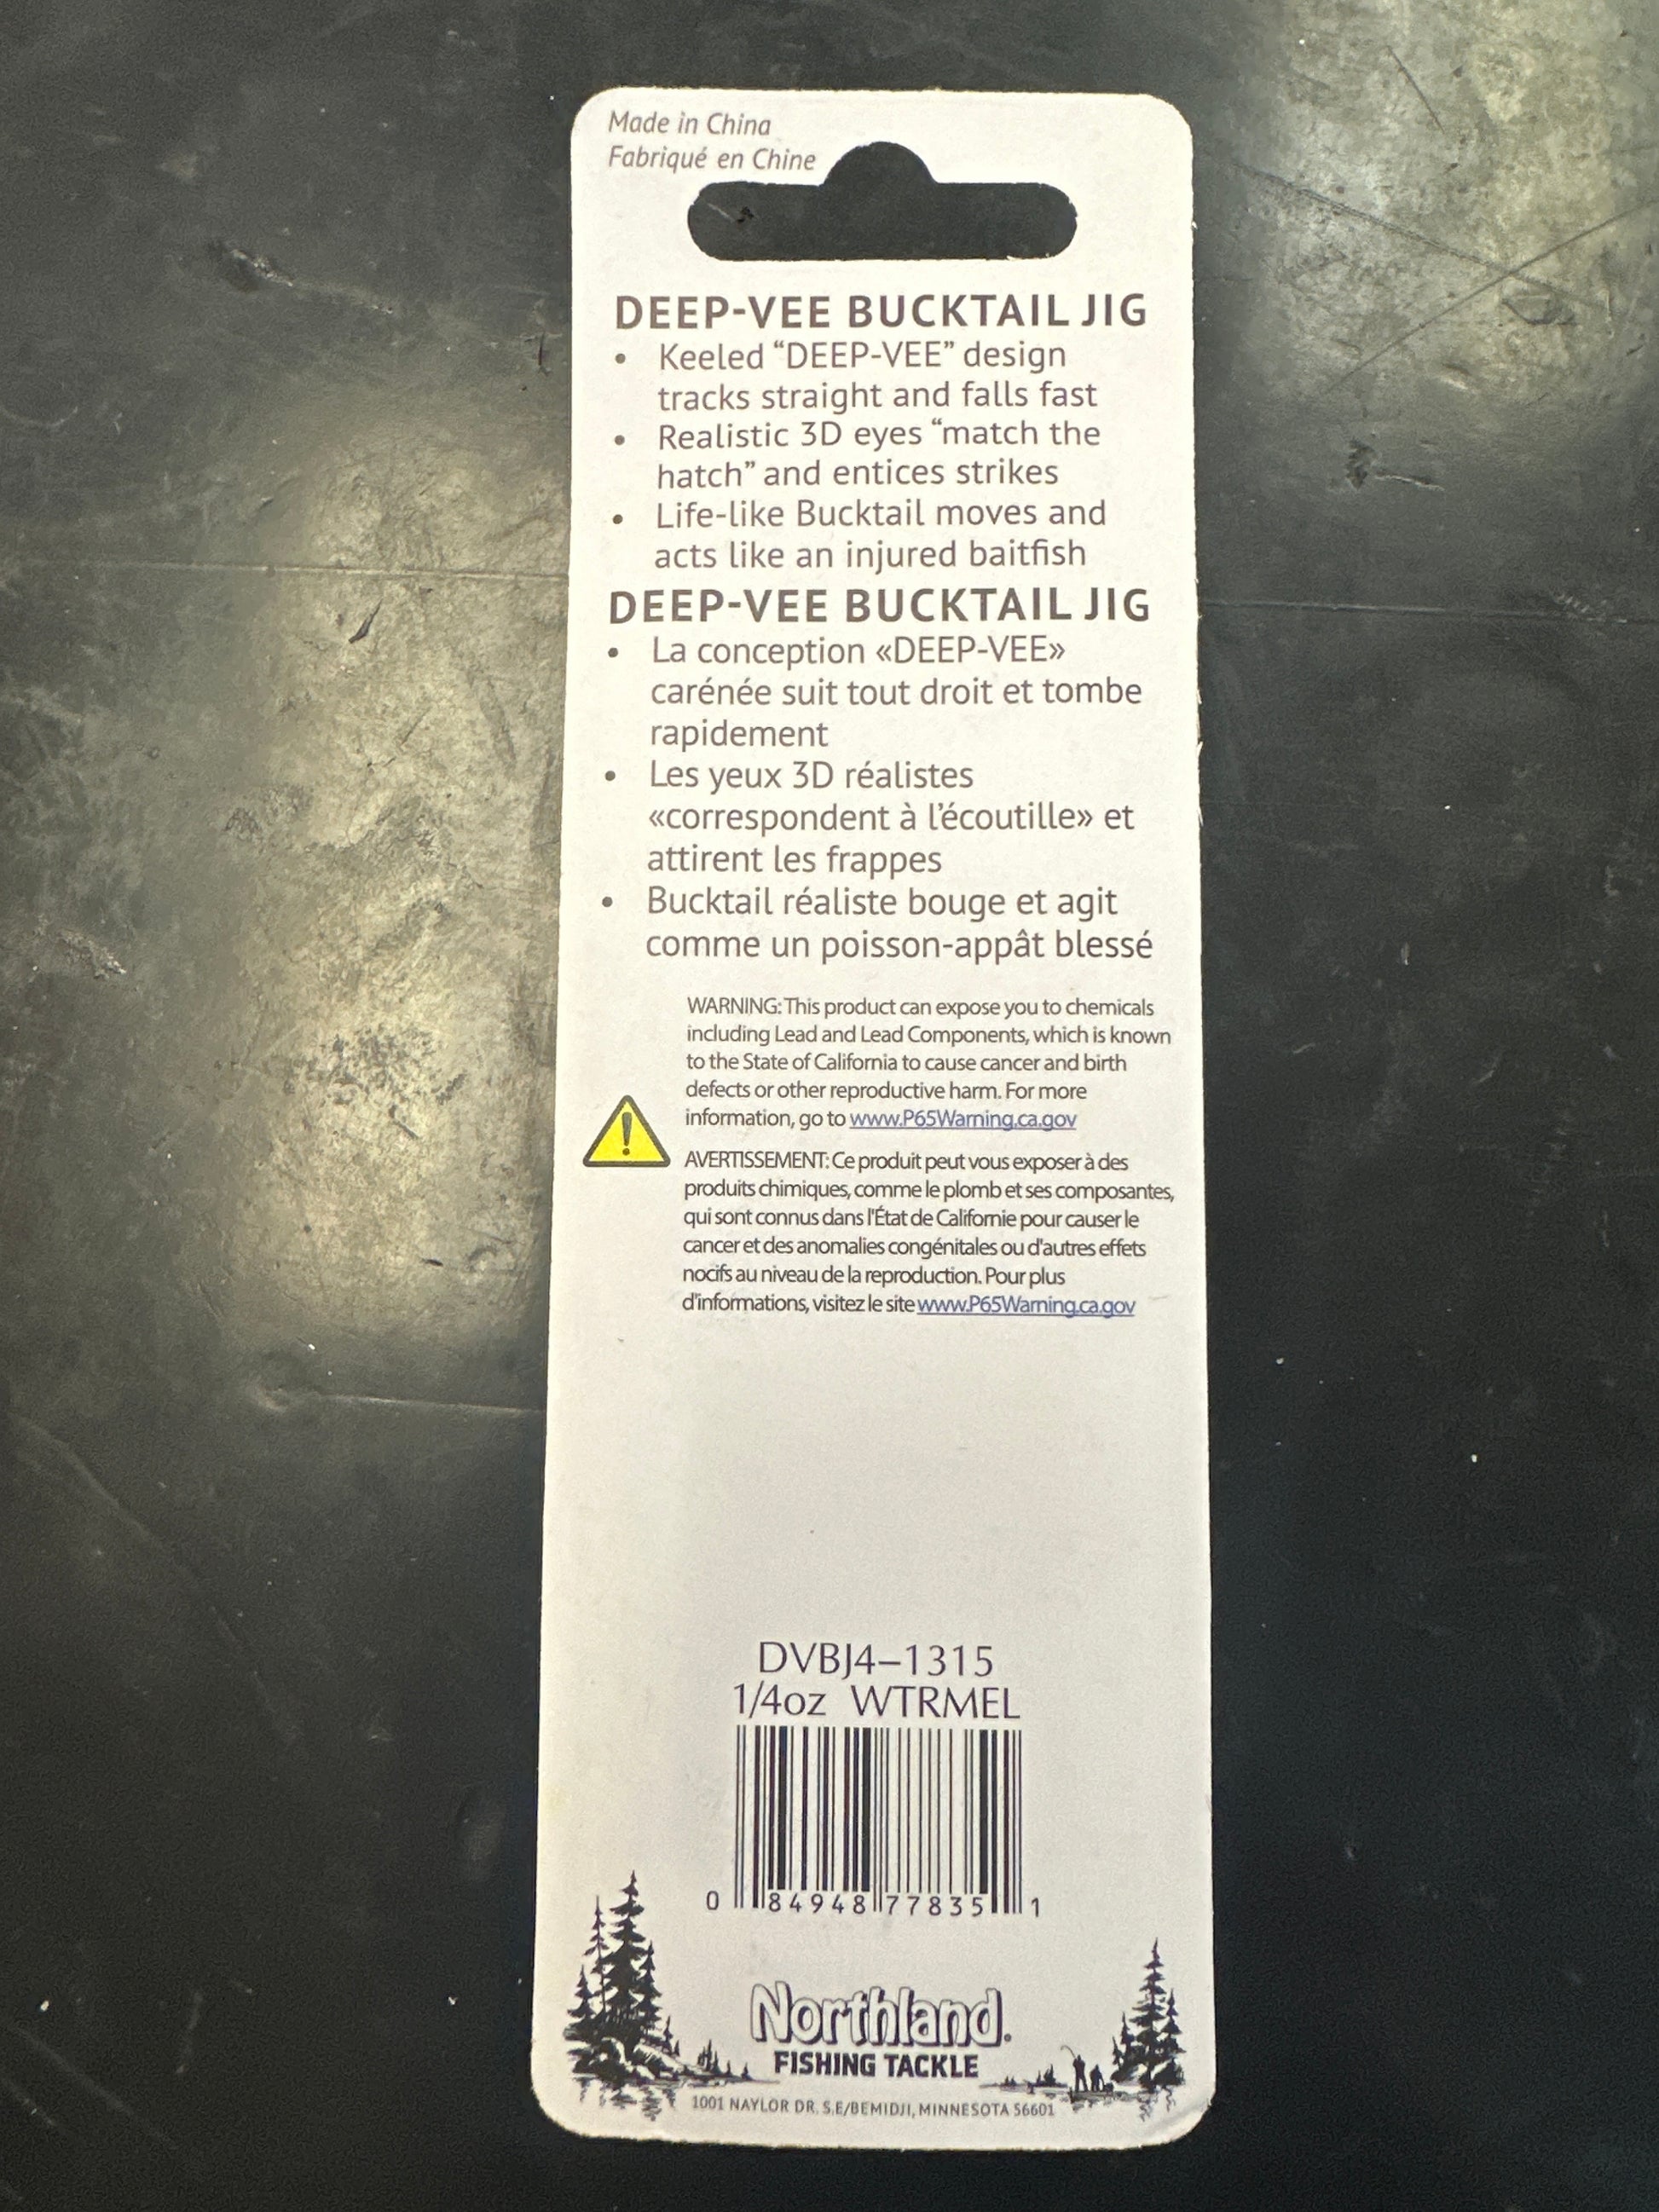 Made in China
Fabriqué en Chine
DEEP-VEE BUCKTAIL JIG
• Keeled “DEEP-VEE” design
tracks straight and falls fast
• Realistic 3D eyes “match the
hatch” and entices strikes
• Life-like Bucktail moves and
acts like an injured baitfish
DEEP-VEE BUCKTAIL JIG
• La conception «DEEP-VEE»
carénée suit tout droit et tombe
rapidement
• Les yeux 3D réalistes
«correspondent à l’écoutille» et
attirent les frappes
• Bucktail réaliste bouge et agit
comme un poisson-appât blessé
WARNING: This product can expose you to chemicals
including Lead and Lead Components, which is known
to the State of California to cause cancer and birth
defects or other reproductive harm. For more
information, go to www.P65Warning.ca.gov
AVERTISSEMENT: Ce produit peut vous exposer à des
produits chimiques, comme le plomb et ses composantes,
qui sont connus dans l'État de Californie pour causer le
cancer et des anomalies congénitales ou d'autres effets
nocifs au niveau de la reproduction. Pour plus
d'informations, visitez le site www.P65Warning.ca.gov
DVBJ4–1315
1/4oz WTRMEL
0 84948 77835 1
Northland.
FISHING TACKLE
1001 NAYLOR DR. S.E/BEMIDJI, MINNESOTA 56601